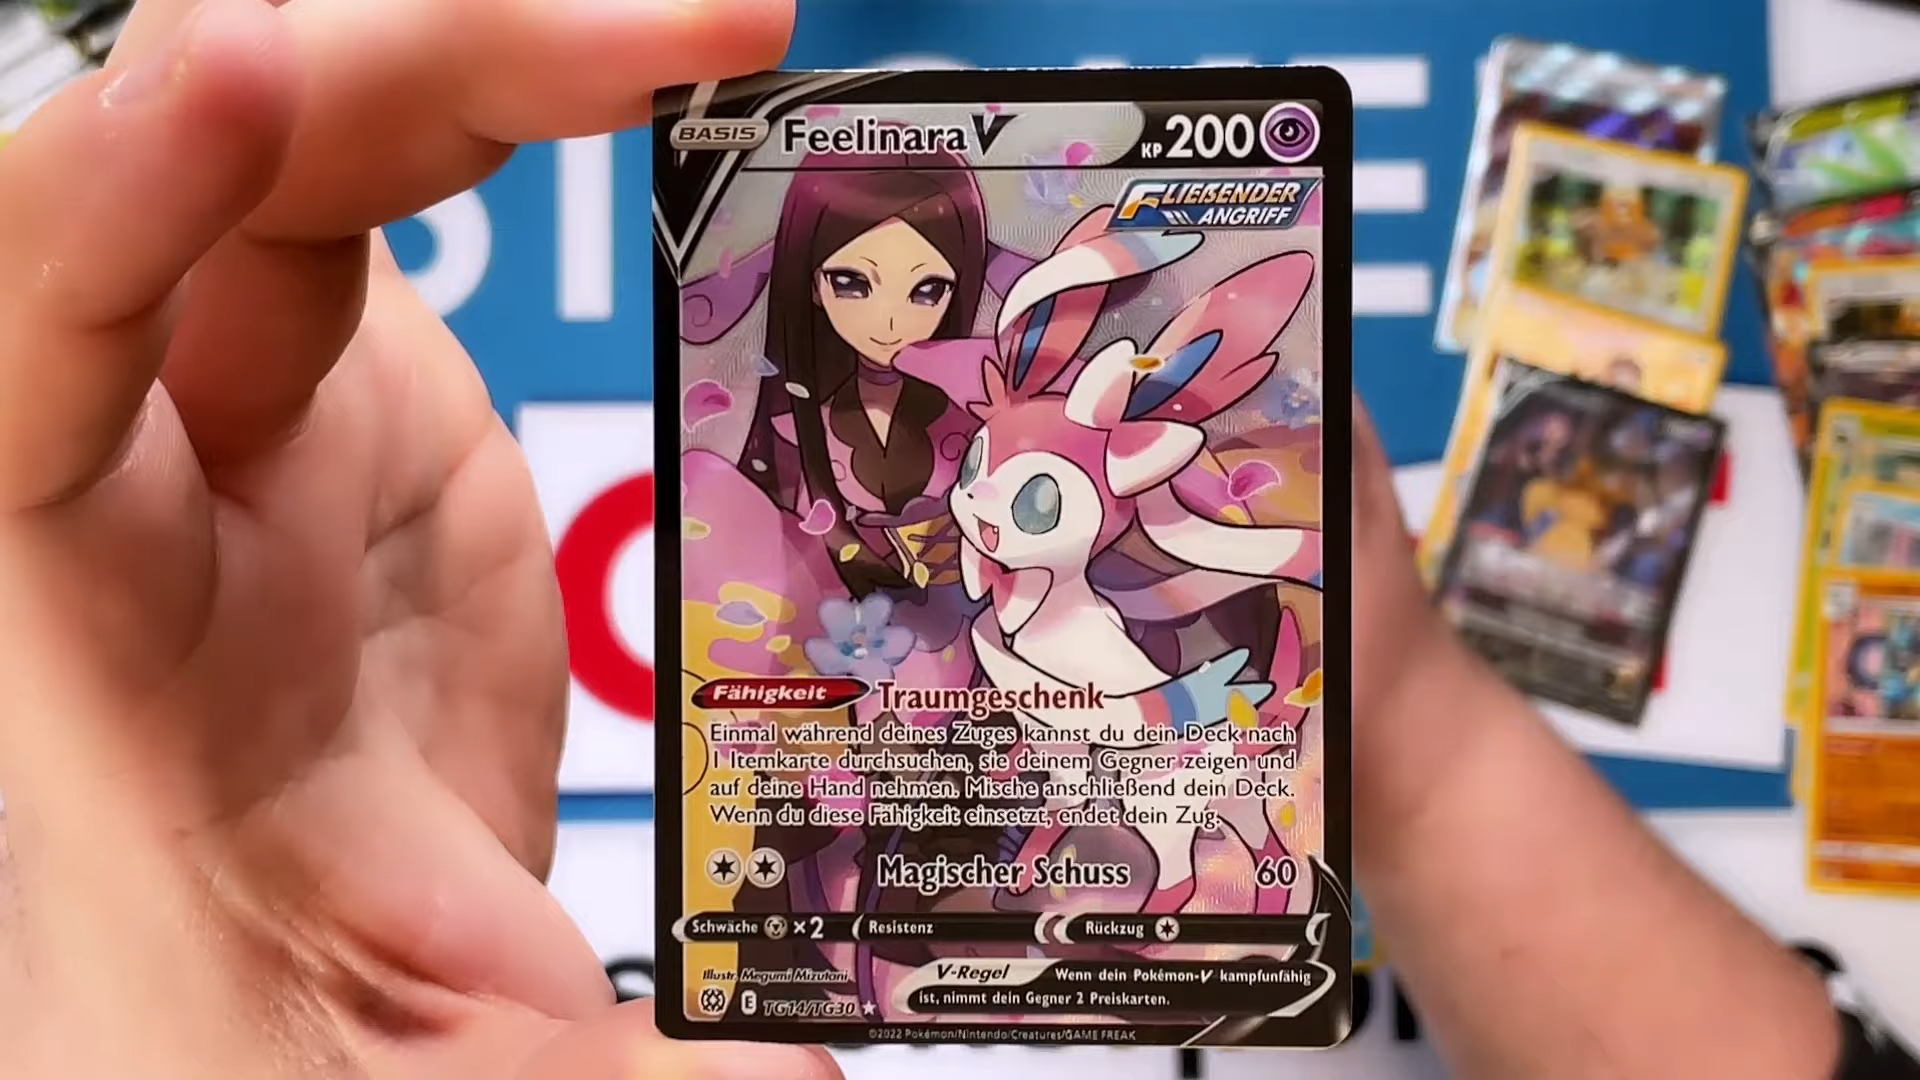 BASIS Feelinara V KP 200
FLIEẞENDER
ANGRIFF
Fähigkeit Traumgeschenk
Einmal während deines Zuges kannst du dein Deck nach
1 Itemkarte durchsuchen, sie deinem Gegner zeigen und
auf deine Hand nehmen. Mische anschließend dein Deck.
Wenn du diese Fähigkeit einsetzt, endet dein Zug.
Magischer Schuss 60
Schwäche ×2 Resistenz Rückzug
Illustr. Megumi Mizutani
V-Regel Wenn dein Pokémon-V kampfunfähig
ist, nimmt dein Gegner 2 Preiskarten.
E TG14/TG30
©2022 Pokémon/Nintendo/Creatures/GAME FREAK